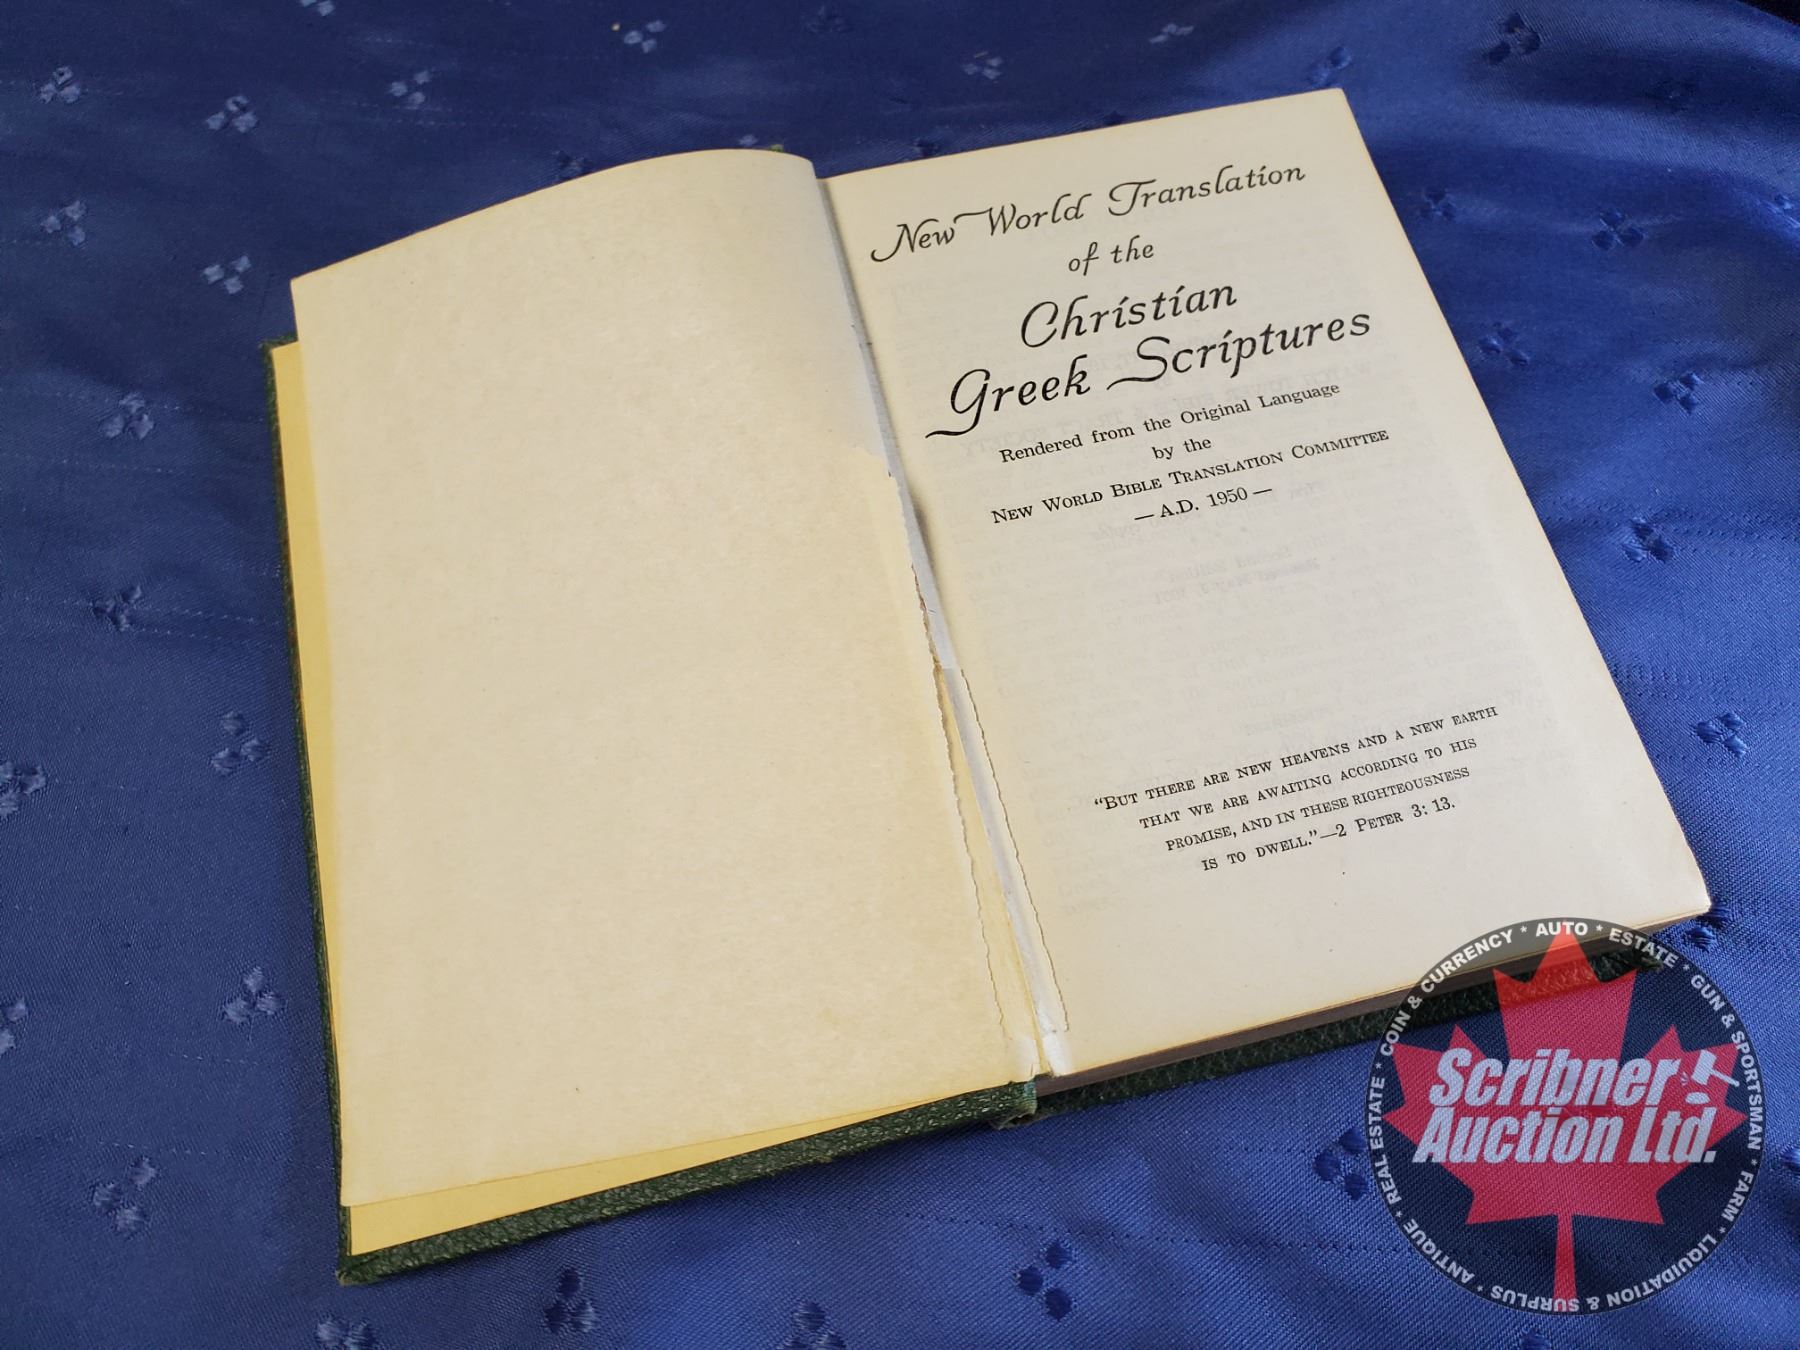 New World Translation
of the
Christian
Greek Scriptures
Rendered from the Original Language
by the
NEW WORLD BIBLE TRANSLATION COMMITTEE
— A.D. 1950 —
"BUT THERE ARE NEW HEAVENS AND A NEW EARTH
THAT WE ARE AWAITING ACCORDING TO HIS
PROMISE, AND IN THESE RIGHTEOUSNESS
IS TO DWELL."—2 PETER 3: 13.
COIN & CURRENCY * AUTO * ESTATE * GUN & SPORTSMAN * FARM * LIQUIDATION & SURPLUS * ANTIQUE * REAL ESTATE *
Scribner
Auction Ltd.